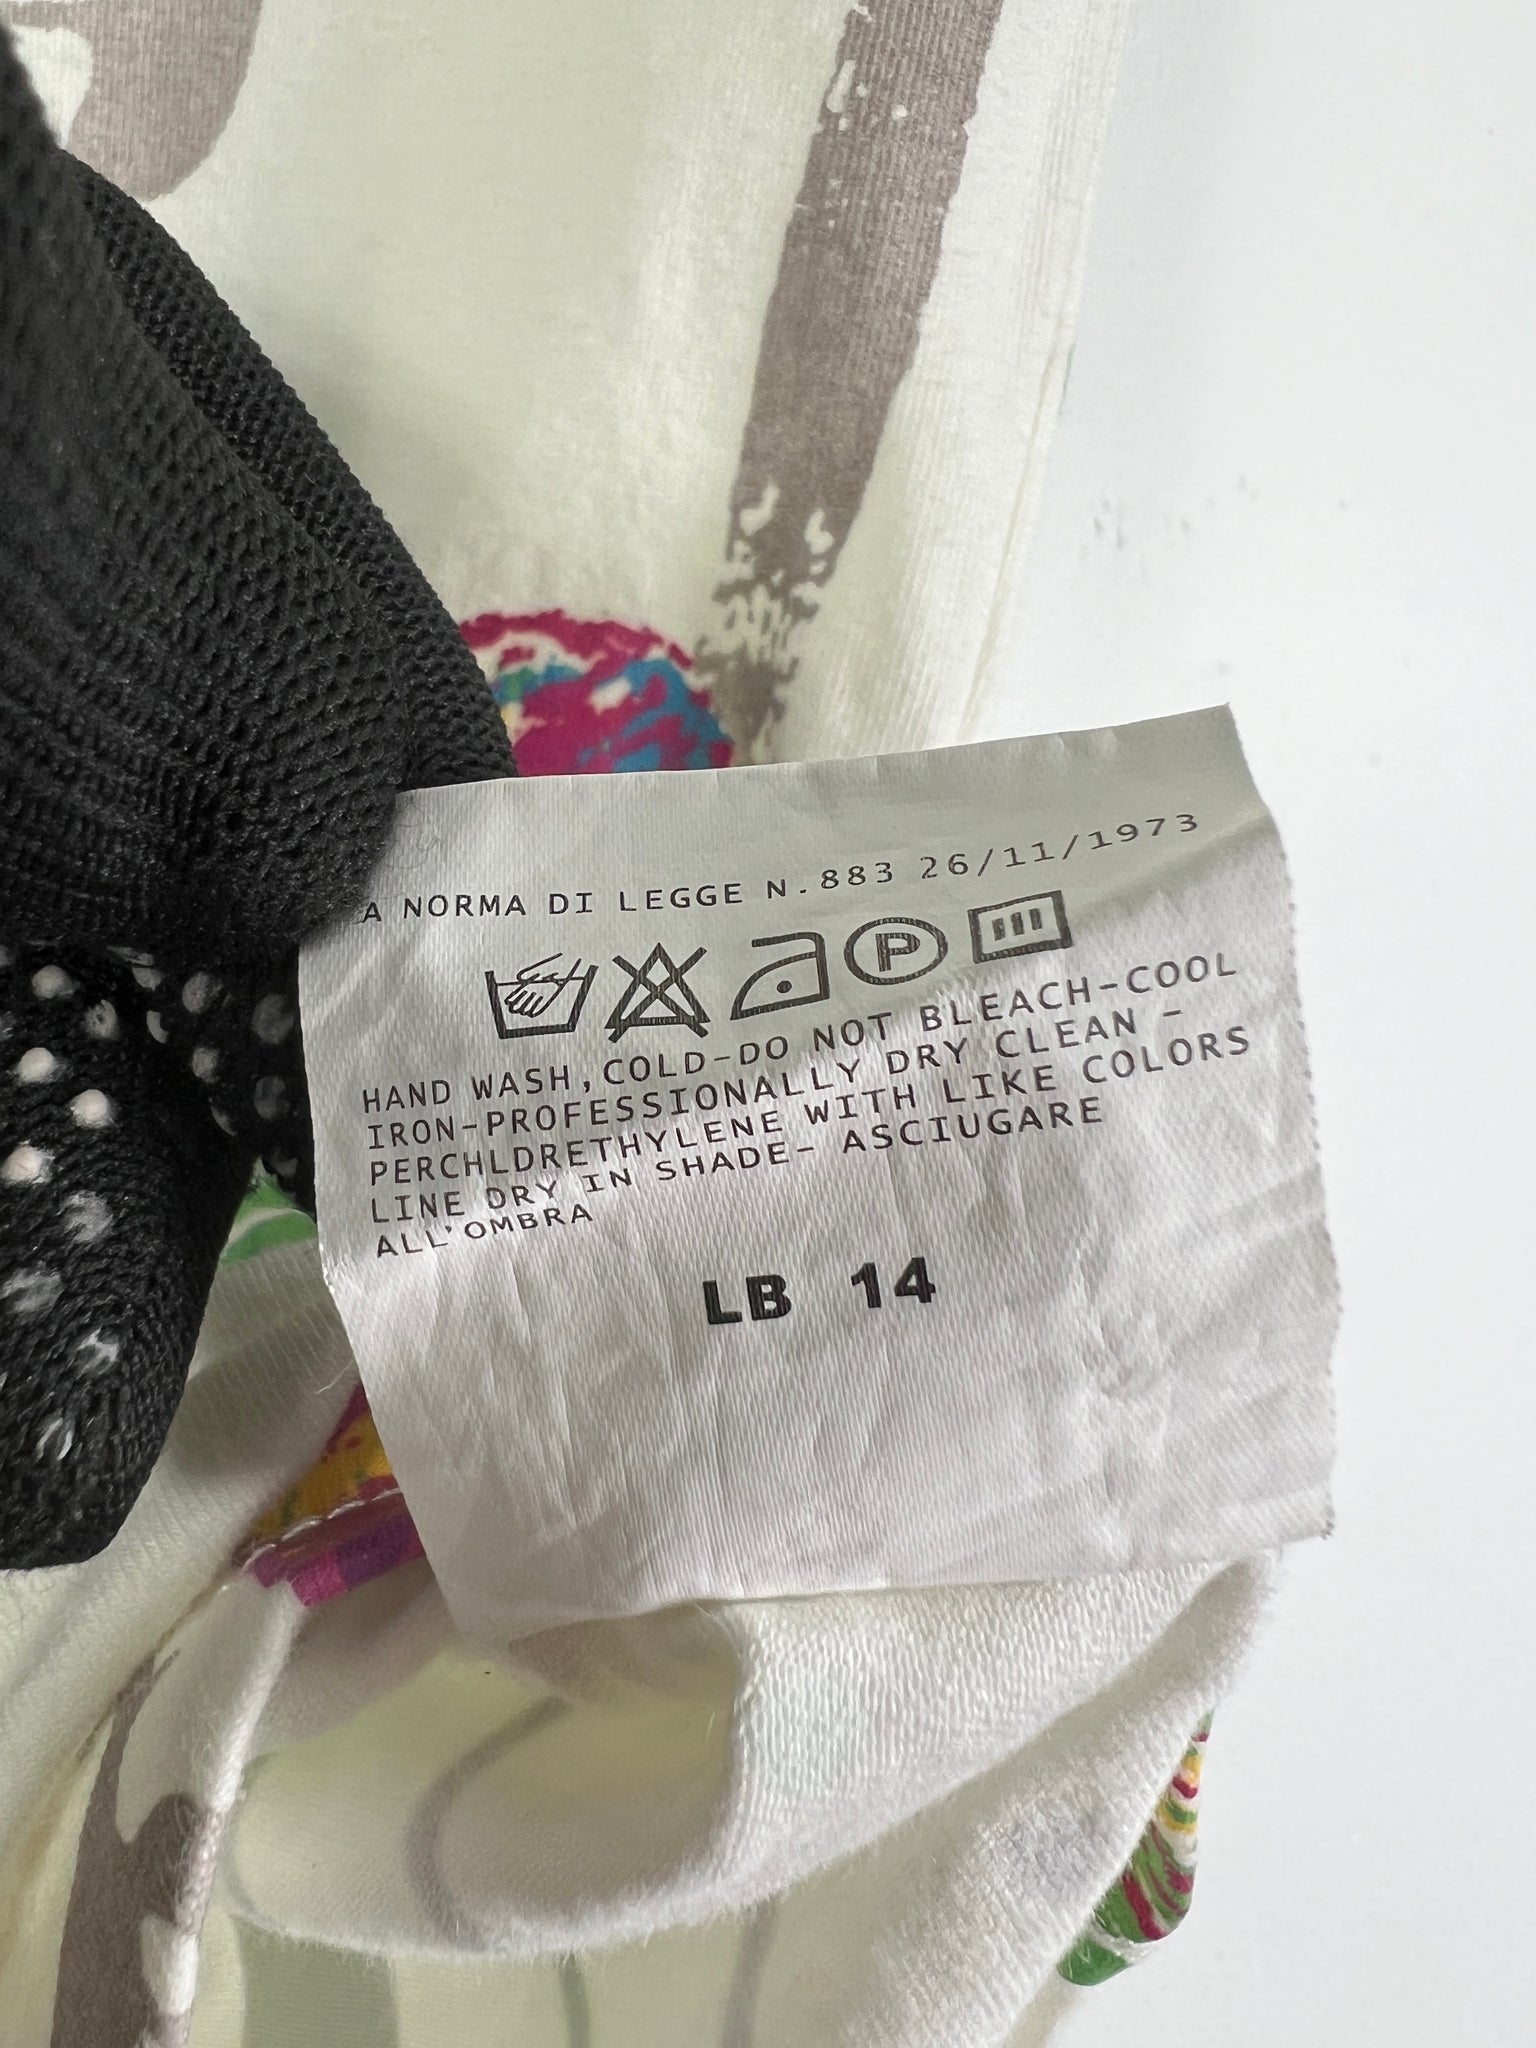 A NORMA DI LEGGE N.883 26/11/1973
P
HAND WASH,COLD-DO NOT BLEACH-COOL
IRON-PROFESSIONALLY DRY CLEAN -
PERCHLDRETHYLENE WITH LIKE COLORS
LINE DRY IN SHADE- ASCIUGARE
ALL'OMBRA
LB 14